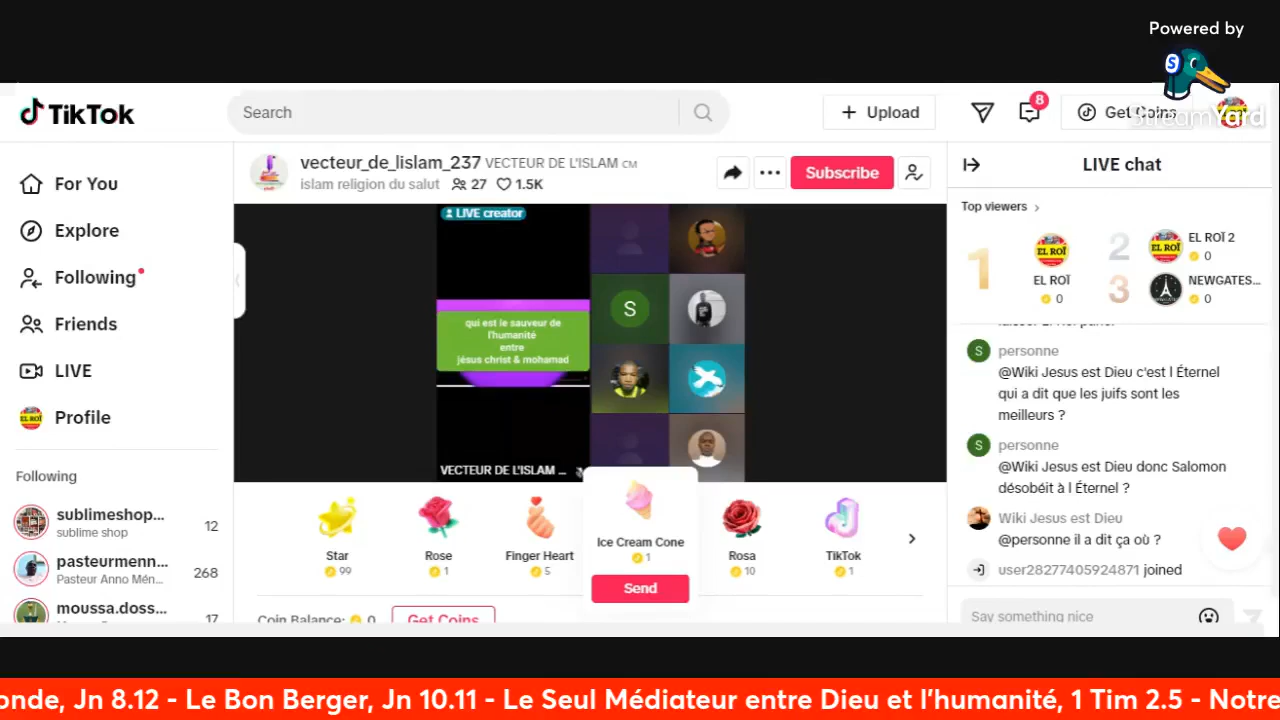 Powered by
StreamYard
TikTok
Search
Upload
8
Get Coins
For You
Explore
Following
Friends
LIVE
EL ROÏ
Profile
Following
sublimeshop...
sublime shop
12
pasteurmenn...
Pasteur Anno Mén...
268
moussa.doss...
17
vecteur_de_lislam_237 VECTEUR DE L'ISLAM CM
islam religion du salut 27 1.5K
Subscribe
LIVE creator
qui est le sauveur de
l'humanité
entre
jésus christ & mohamad
VECTEUR DE L'ISLAM ...
S
Star
99
Rose
1
Finger Heart
5
Ice Cream Cone
1
Send
Rosa
10
TikTok
1
Coin Balance: 0
Get Coins
LIVE chat
Top viewers
1
EL ROÏ
EL ROÏ
0
2
EL ROÏ
EL ROÏ 2
0
3
NEWGATES...
0
S
personne
@Wiki Jesus est Dieu c'est l Éternel
qui a dit que les juifs sont les
meilleurs ?
S
personne
@Wiki Jesus est Dieu donc Salomon
désobéit à l Éternel ?
Wiki Jesus est Dieu
@personne il a dit ça où ?
user28277405924871 joined
Say something nice
onde, Jn 8.12 - Le Bon Berger, Jn 10.11 - Le Seul Médiateur entre Dieu et l'humanité, 1 Tim 2.5 - Notre